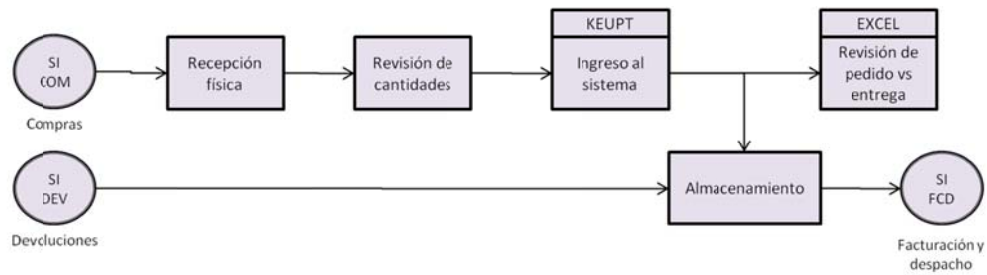 SI
COM
Compras
Recepción
física
Revisión de
cantidades
KEUPT
Ingreso al
sistema
EXCEL
Revisión de
pedido vs
entrega
SI
DEV
Devoluciones
Almacenamiento
SI
FCD
Facturación y
despacho